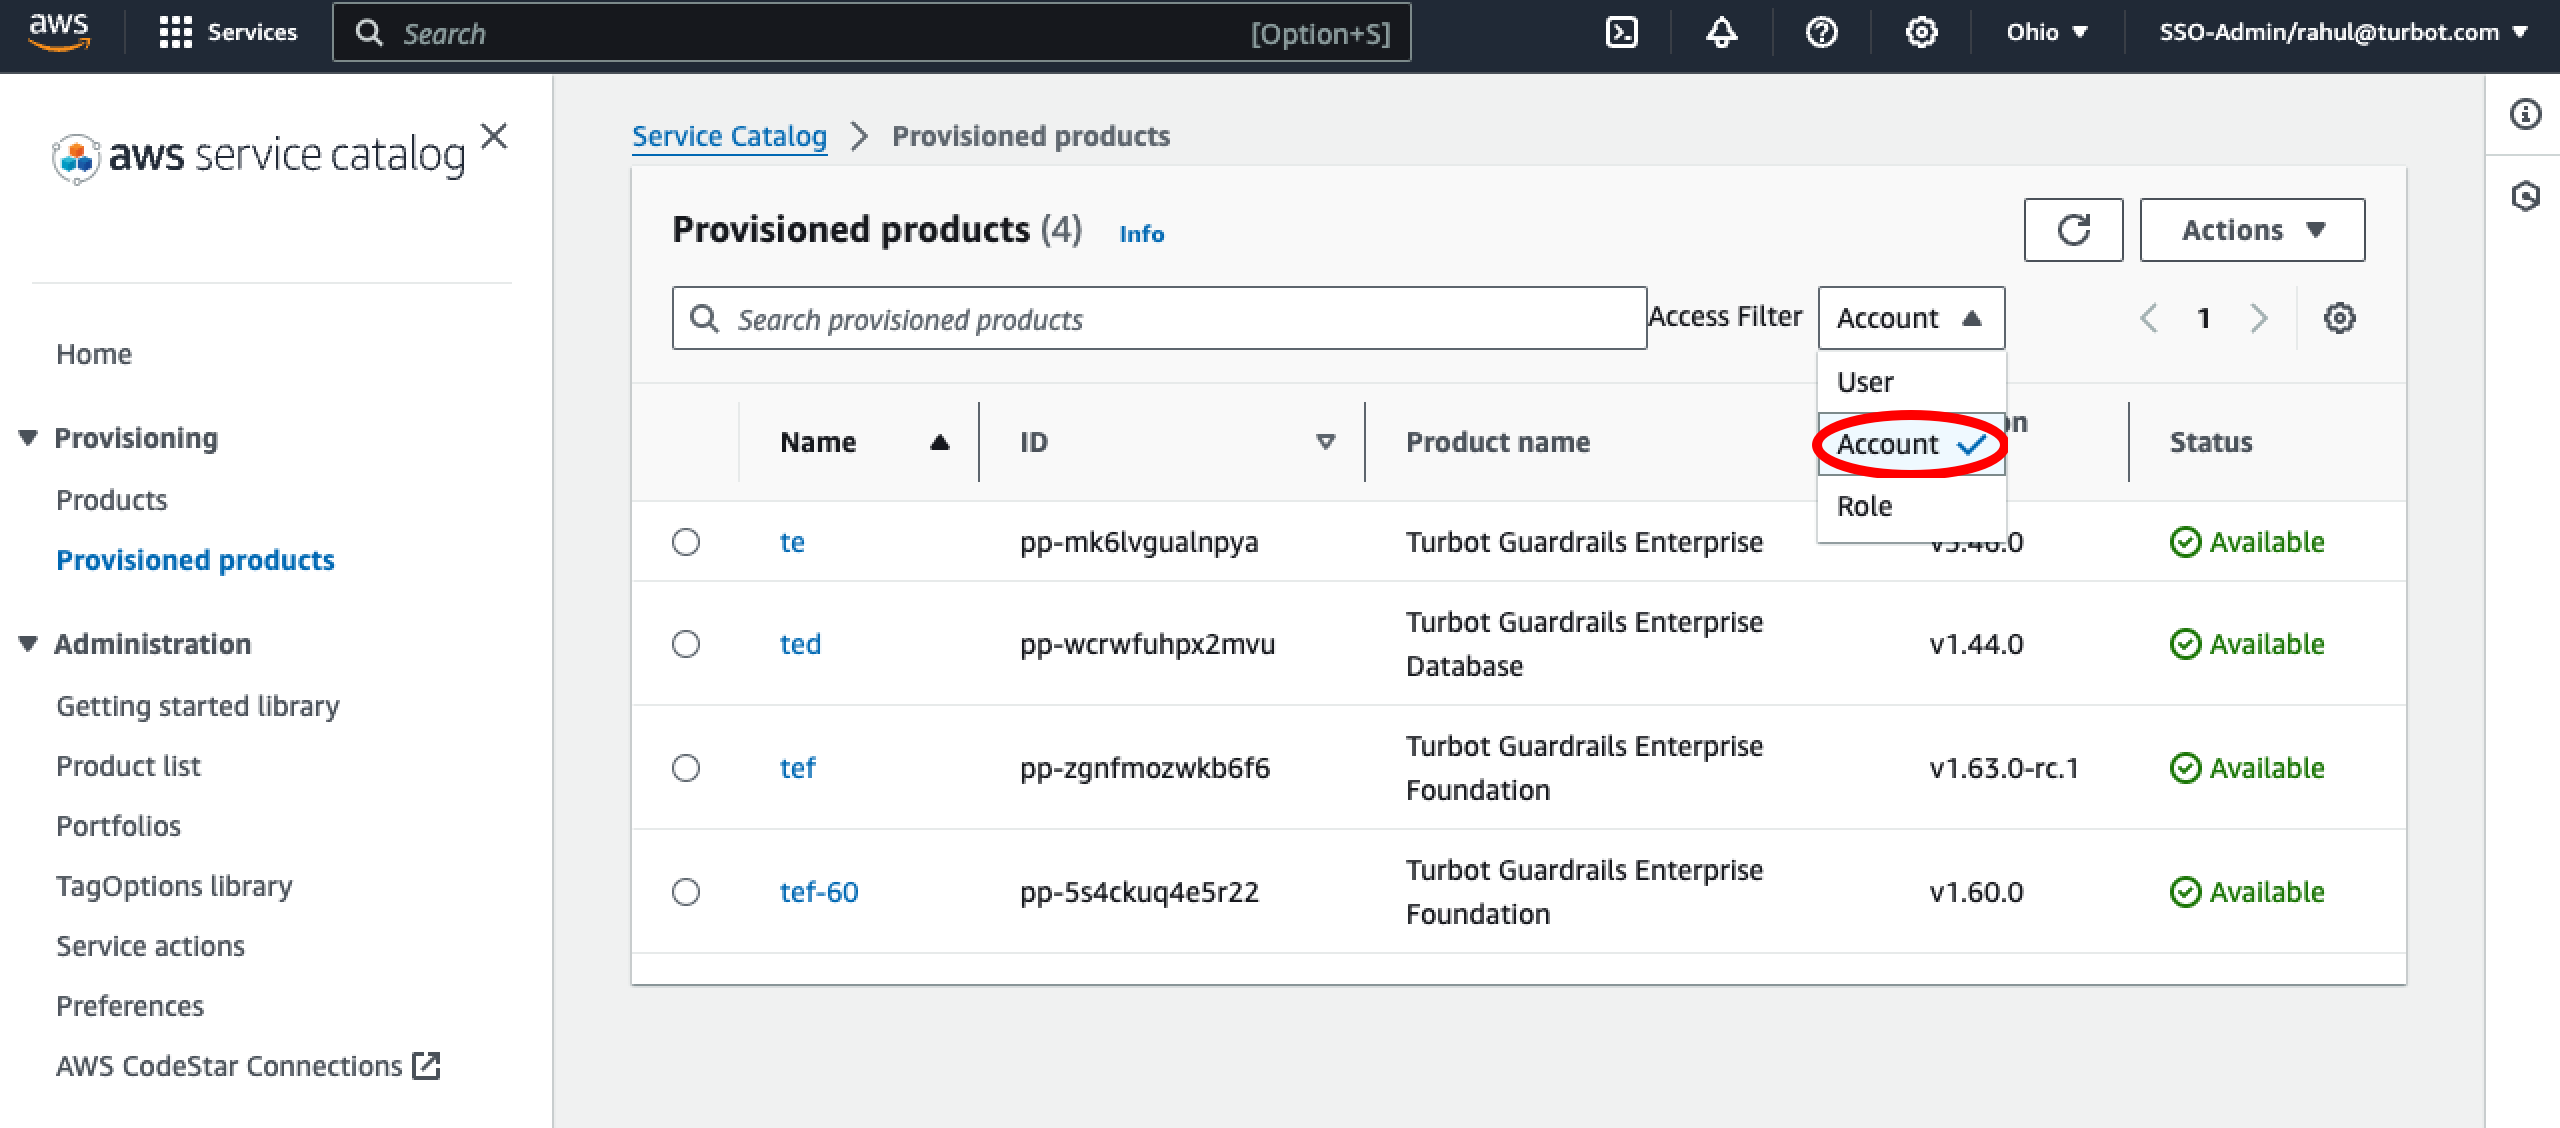 aws
Services
Search
[Option+S]
Ohio
SSO-Admin/rahul@turbot.com
aws service catalog
Home
Provisioning
Products
Provisioned products
Administration
Getting started library
Product list
Portfolios
TagOptions library
Service actions
Preferences
AWS CodeStar Connections
Service Catalog
Provisioned products
Provisioned products (4) Info
Actions
Search provisioned products
Access Filter
Account
1
User
Account
Role
Name
ID
Product name
Status
te
pp-mk6lvgualnpya
Turbot Guardrails Enterprise
Available
ted
pp-wcrwfuhpx2mvu
Turbot Guardrails Enterprise
Database
v1.44.0
Available
tef
pp-zgnfmozwkb6f6
Turbot Guardrails Enterprise
Foundation
v1.63.0-rc.1
Available
tef-60
pp-5s4ckuq4e5r22
Turbot Guardrails Enterprise
Foundation
v1.60.0
Available